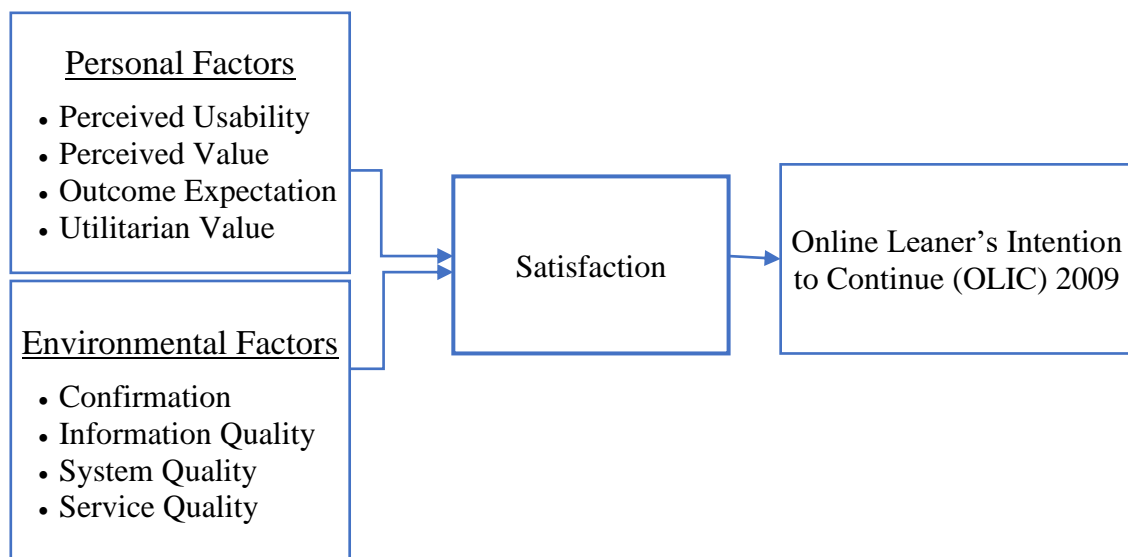 Personal Factors
• Perceived Usability
• Perceived Value
• Outcome Expectation
• Utilitarian Value
Environmental Factors
• Confirmation
• Information Quality
• System Quality
• Service Quality
Satisfaction
Online Leaner’s Intention
to Continue (OLIC) 2009